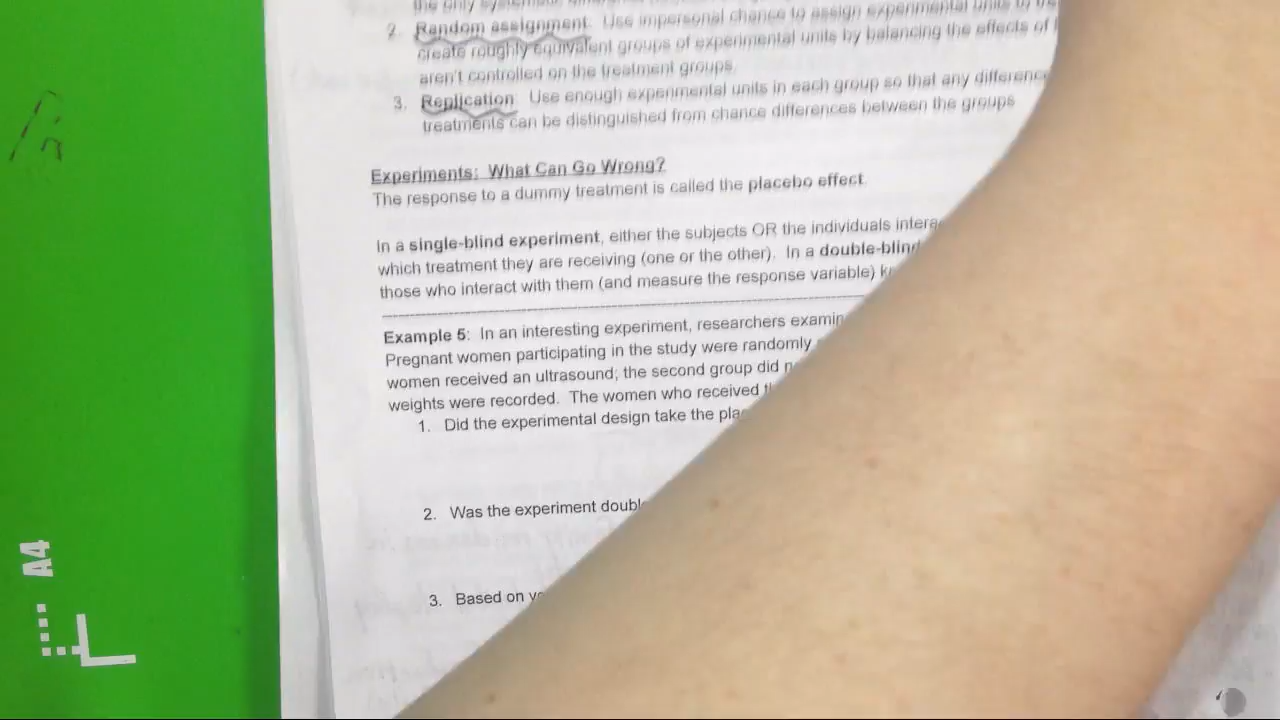 2. Random assignment: Use impersonal chance to assign experimental units to
create roughly equivalent groups of experimental units by balancing the effects of
aren't controlled on the treatment groups.
3. Replication: Use enough experimental units in each group so that any
treatments can be distinguished from chance differences between the groups
Experiments: What Can Go Wrong?
The response to a dummy treatment is called the placebo effect.
In a single-blind experiment, either the subjects OR the individuals
which treatment they are receiving (one or the other). In a double-blind
those who interact with them (and measure the response variable)
Example 5: In an interesting experiment, researchers
Pregnant women participating in the study were randomly
women received an ultrasound; the second group did
weights were recorded. The women who received
1. Did the experimental design take the
2. Was the experiment
3. Based on
A4